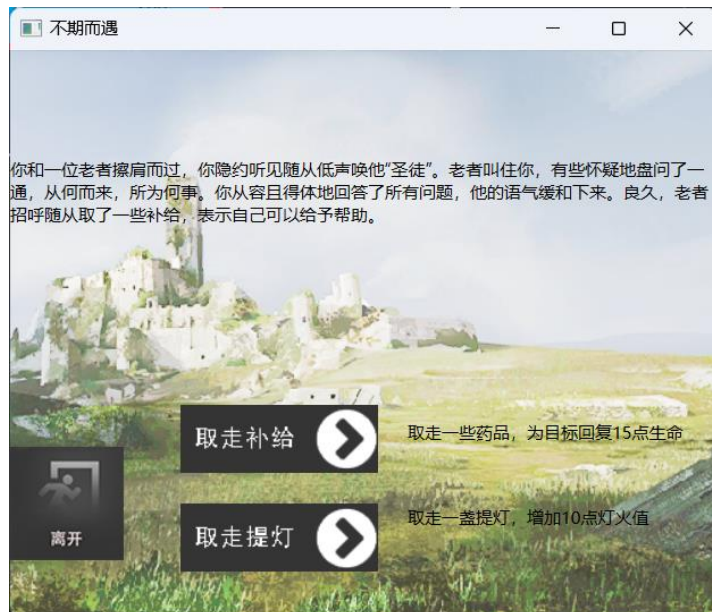 不期而遇
你和一位老者擦肩而过，你隐约听见随从低声唤他“圣徒”。老者叫住你，有些怀疑地盘问了一
通，从何而来，所为何事。你从容且得体地回答了所有问题，他的语气缓和下来。良久，老者
招呼随从取了一些补给，表示自己可以给予帮助。
取走补给
取走一些药品，为目标回复15点生命
离开
取走提灯
取走一盏提灯，增加10点灯火值